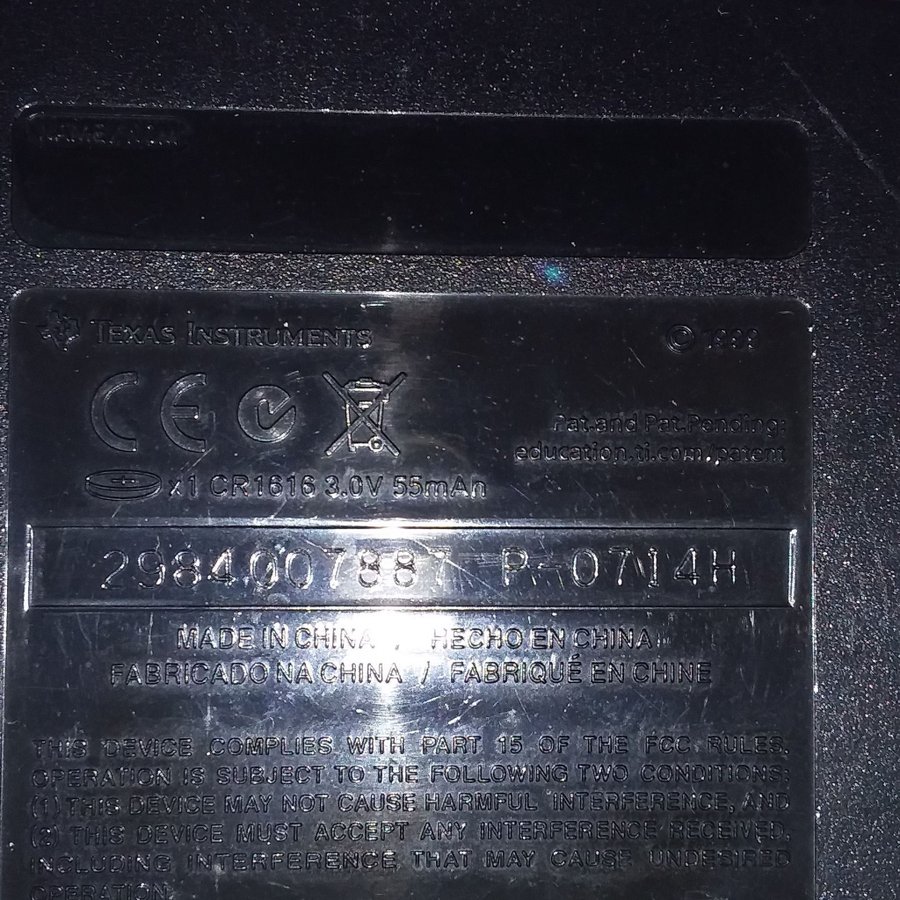 TEXAS INSTRUMENTS
© 1999
Pat. and Pat. Pending:
education.ti.com/patent
x1 CR1616 3.0V 55mAh
2984007887 P-0714H
MADE IN CHINA / HECHO EN CHINA
FABRICADO NA CHINA / FABRIQUÉ EN CHINE
THIS DEVICE COMPLIES WITH PART 15 OF THE FCC RULES.
OPERATION IS SUBJECT TO THE FOLLOWING TWO CONDITIONS:
(1) THIS DEVICE MAY NOT CAUSE HARMFUL INTERFERENCE, AND
(2) THIS DEVICE MUST ACCEPT ANY INTERFERENCE RECEIVED,
INCLUDING INTERFERENCE THAT MAY CAUSE UNDESIRED
OPERATION.